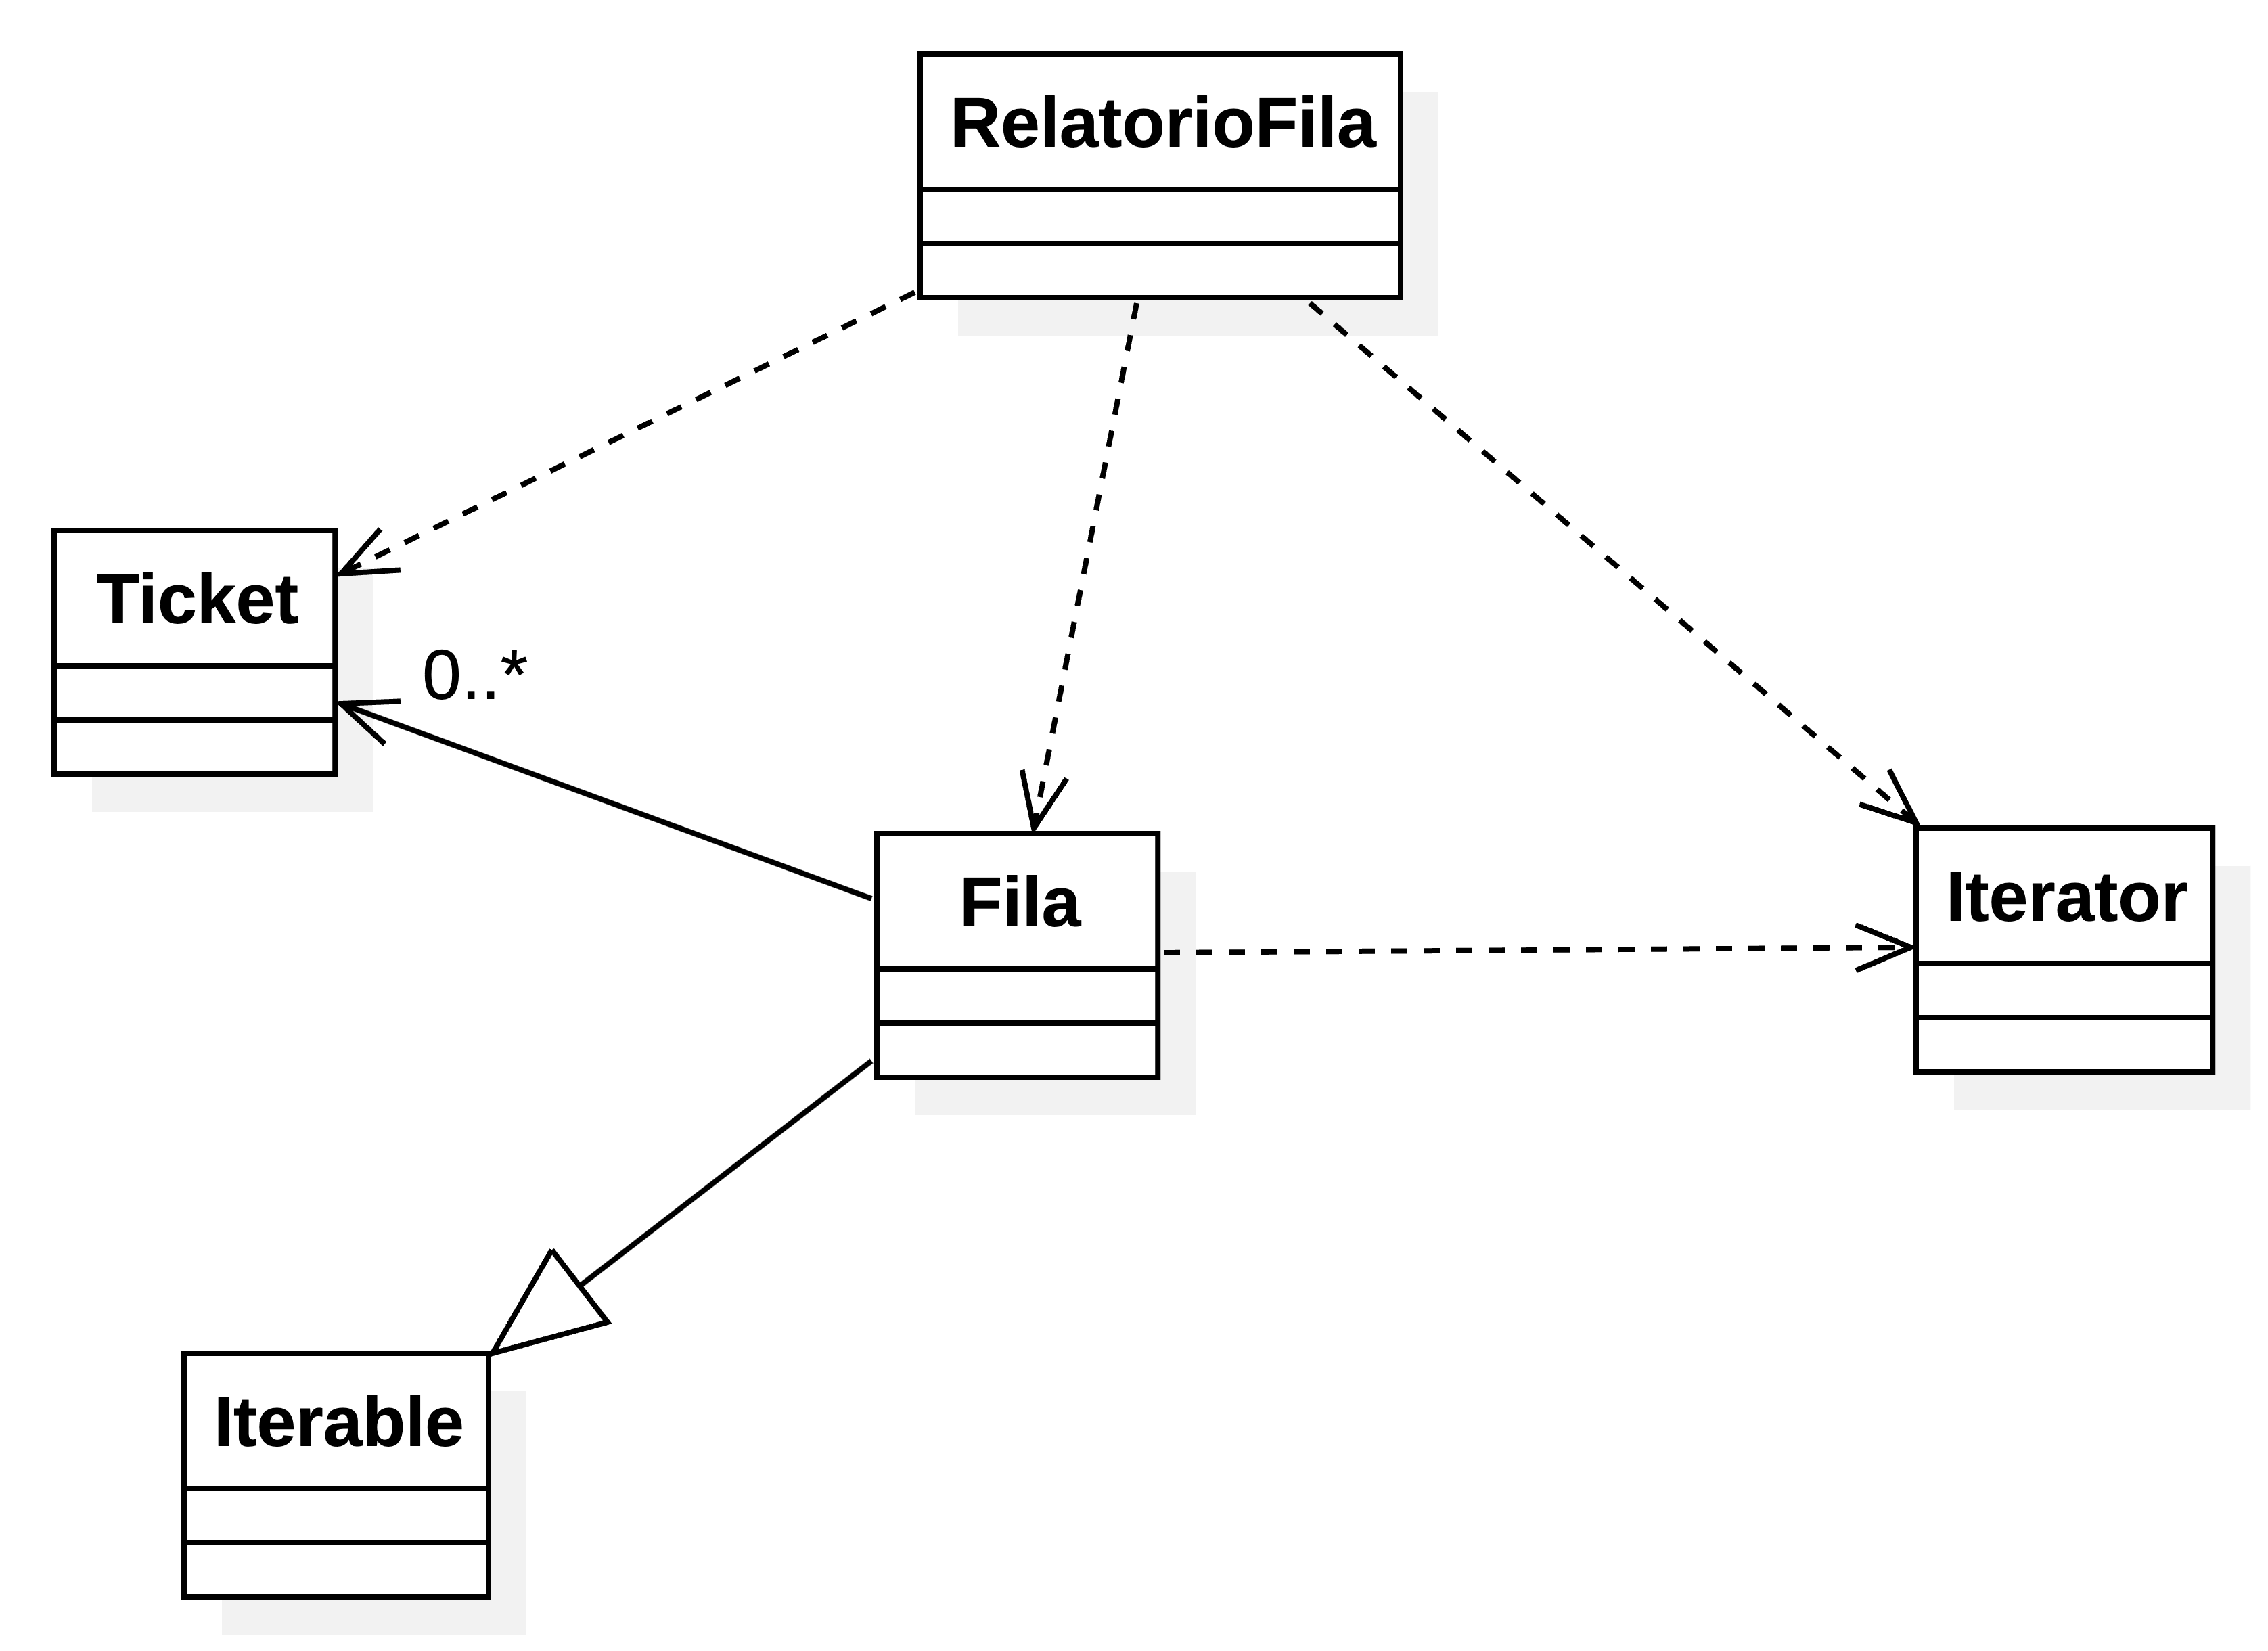 RelatorioFila
Ticket
0..*
Fila
Iterator
Iterable